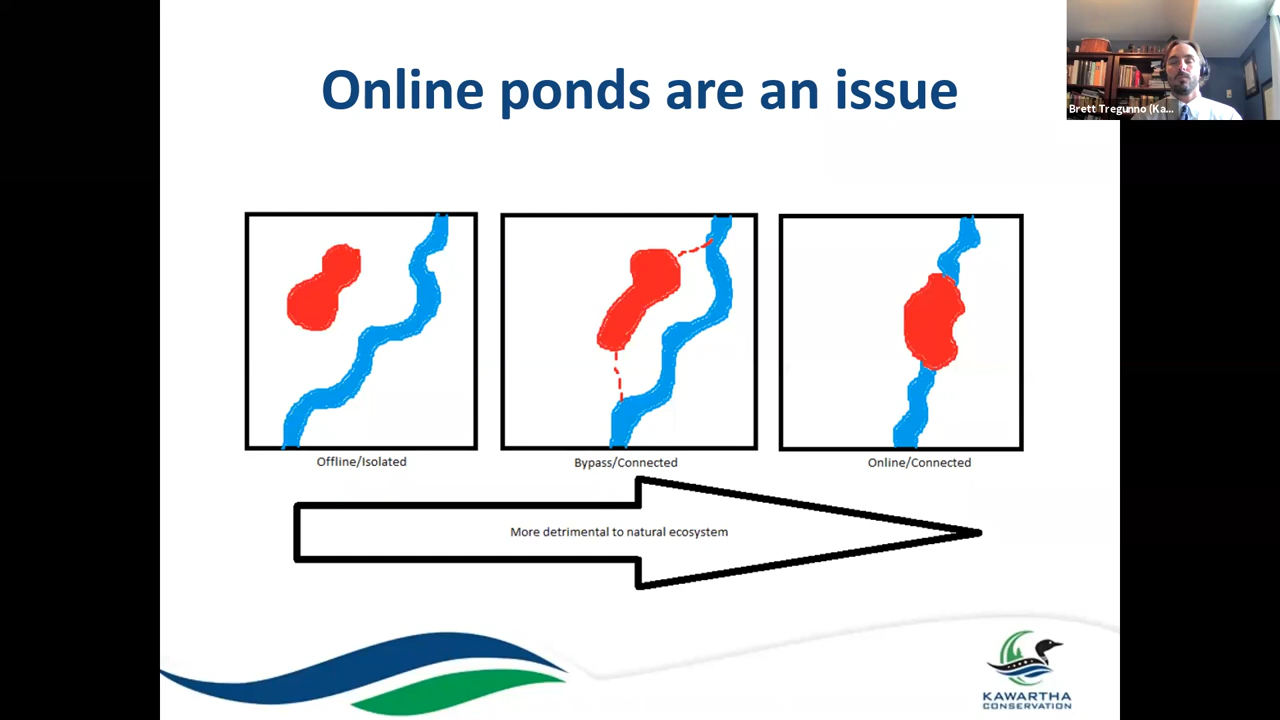 Online ponds are an issue
Brett Tregunno (Ka...
Offline/Isolated
Bypass/Connected
Online/Connected
More detrimental to natural ecosystem
KAWARTHA
CONSERVATION